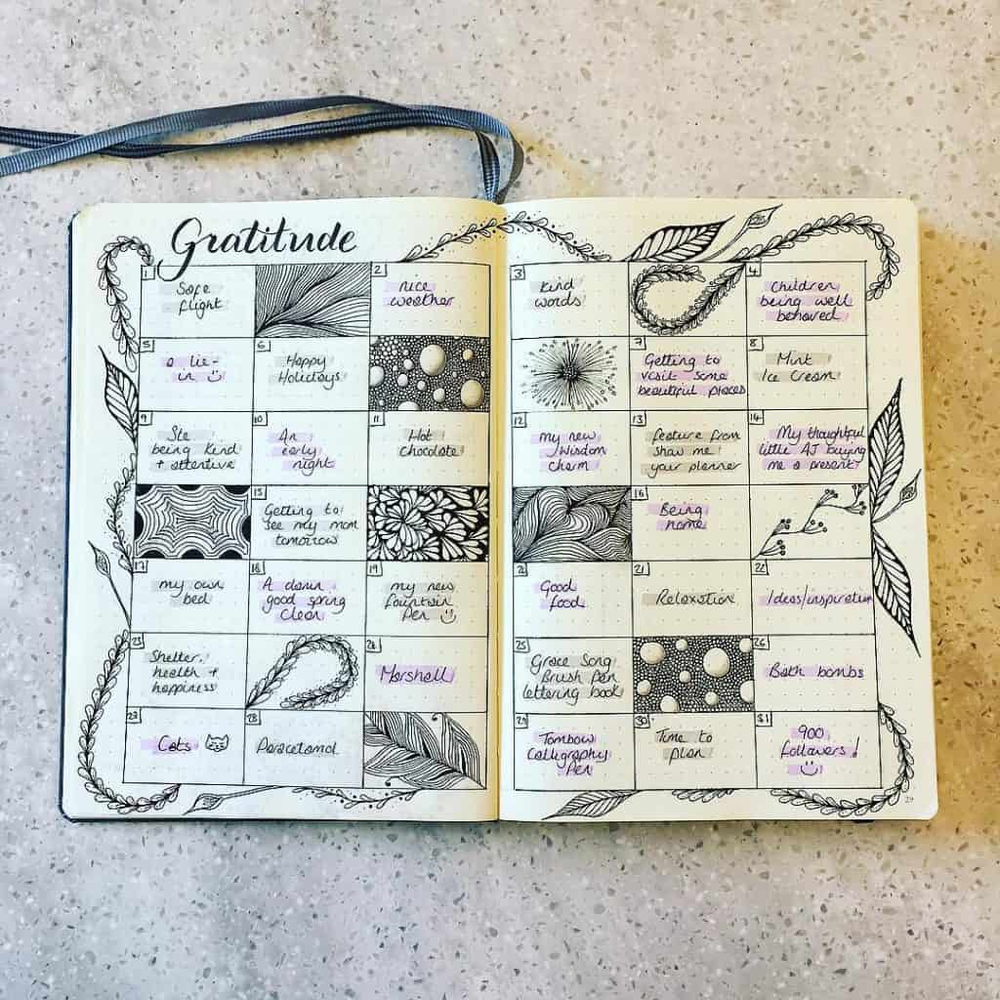 Gratitude
1
Safe
flight
2
nice
weather
3
Kind
words
4
Children
being well
behaved
5
a lie-
in
6
Happy
Holidays
7
Getting to
visit some
beautiful places
8
Mint
Ice Cream
9
Ste
being kind
+ attentive
10
An
early
night
11
Hot
chocolate
12
my new
Wisdom
charm
13
feature from
show me
your planner
14
My thoughtful
little AJ buying
me a present
15
Getting to
see my mom
tomorrow
16
Being
home
17
my own
bed
18
A damn
good spring
clean
19
my new
fountain
Pen
20
Good
food
21
Relaxation
22
Ideas/inspiration
23
Shelter,
health +
happiness
24
Marshall
25
Grace Song
Brush Pen
lettering book
26
Bath bombs
27
Cats
28
Paracetamol
29
Tombow
Calligraphy
Pen
30
Time to
plan
31
900
followers!
29